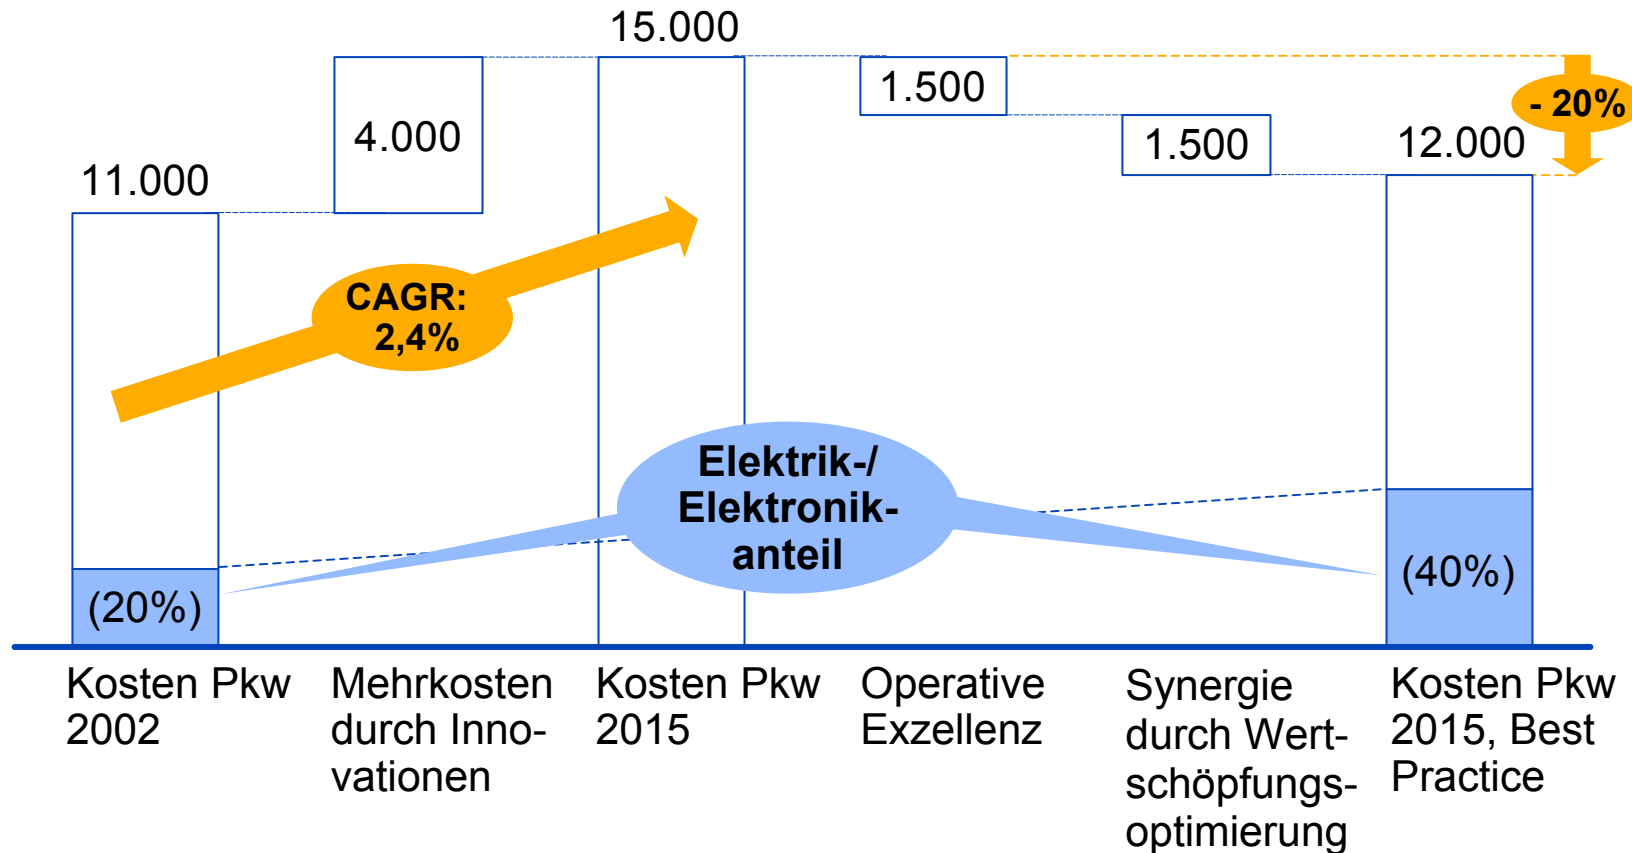 15.000
1.500
- 20%
4.000
1.500
12.000
11.000
CAGR:
2,4%
Elektrik-/
Elektronik-
anteil
(20%)
(40%)
Kosten Pkw
2002
Mehrkosten
durch Inno-
vationen
Kosten Pkw
2015
Operative
Exzellenz
Synergie
durch Wert-
schöpfungs-
optimierung
Kosten Pkw
2015, Best
Practice